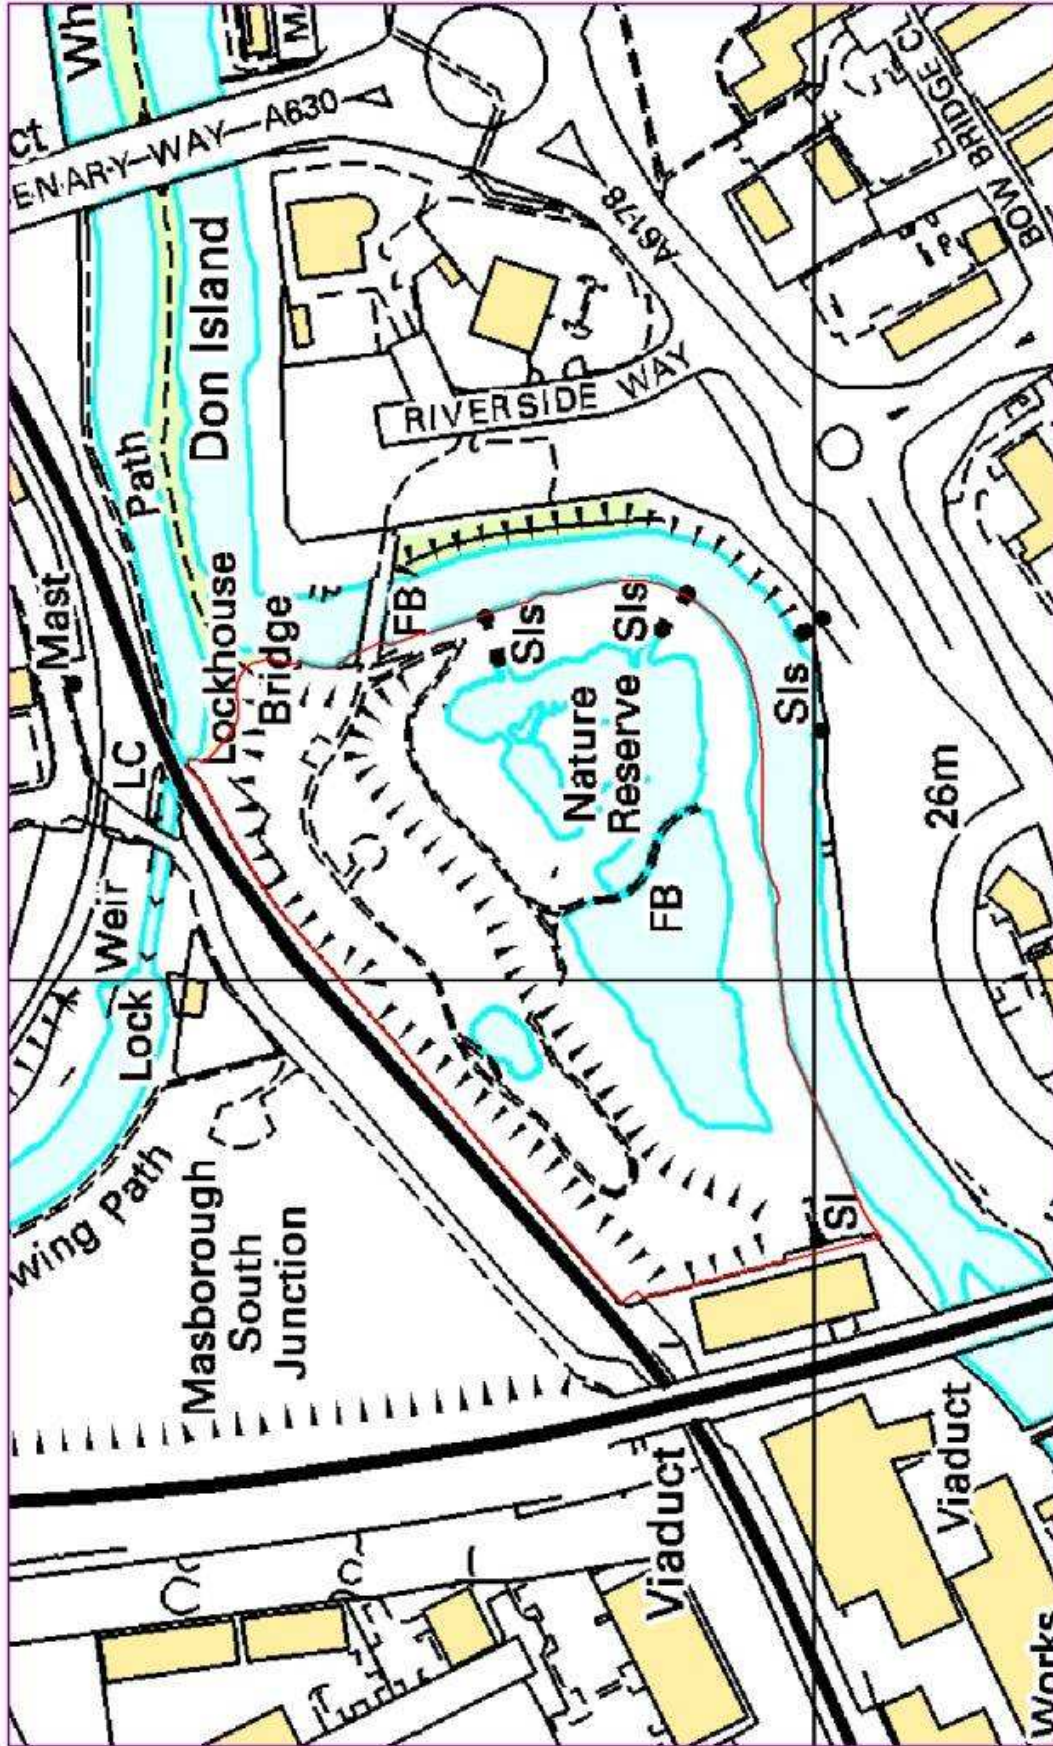 Wh
MA
ct
ENARY WAY
A630
Path
Don Island
A6178
BOW BRIDGE CL
RIVERSIDE WAY
Mast
LC
Lockhouse
Bridge
FB
Sls
Sls
Sls
Nature
Reserve
FB
26m
Weir
Lock
wing Path
Masborough
South
Junction
Sl
Viaduct
Viaduct
Works